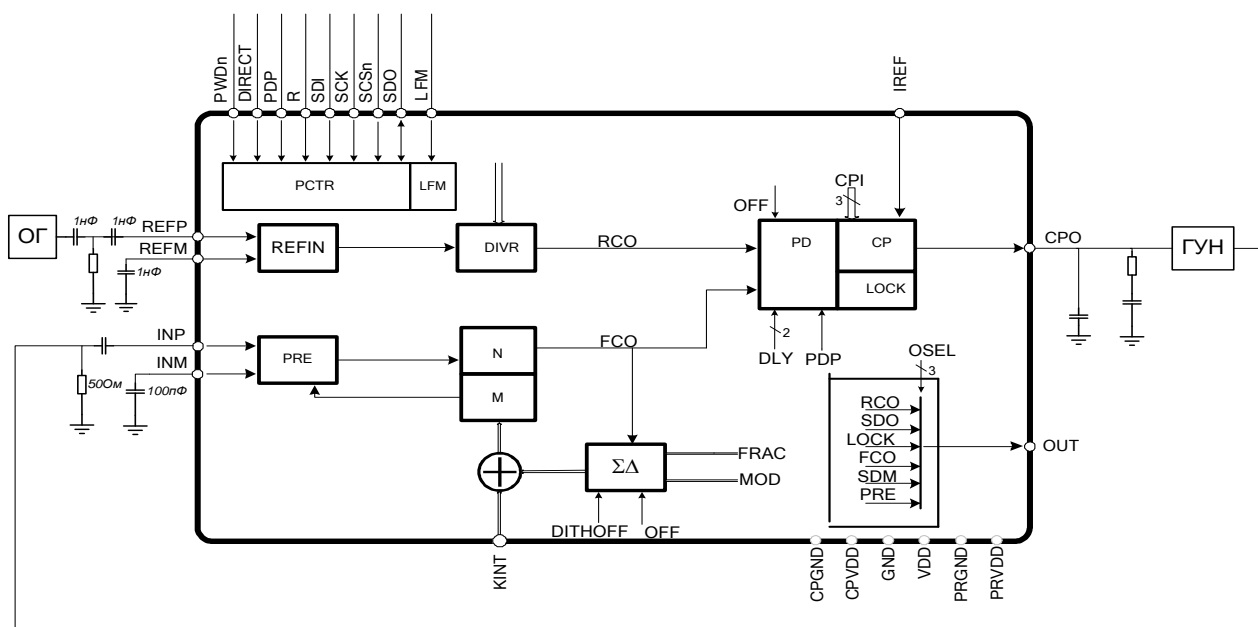 PWDn
DIRECT
PDP
R
SDI
SCK
SCSn
SDO
LFM
IREF
PCTR
LFM
CPI
3
OFF
1нФ
1нФ
ОГ
REFP
REFM
1нФ
REFIN
DIVR
RCO
PD
CP
LOCK
CPO
ГУН
INP
INM
50Ом
100пФ
PRE
N
M
FCO
2
DLY
PDP
OSEL
3
RCO
SDO
LOCK
FCO
SDM
PRE
OUT
ΣΔ
FRAC
MOD
DITHOFF
OFF
KINT
CPGND
CPVDD
GND
VDD
PRGND
PRVDD